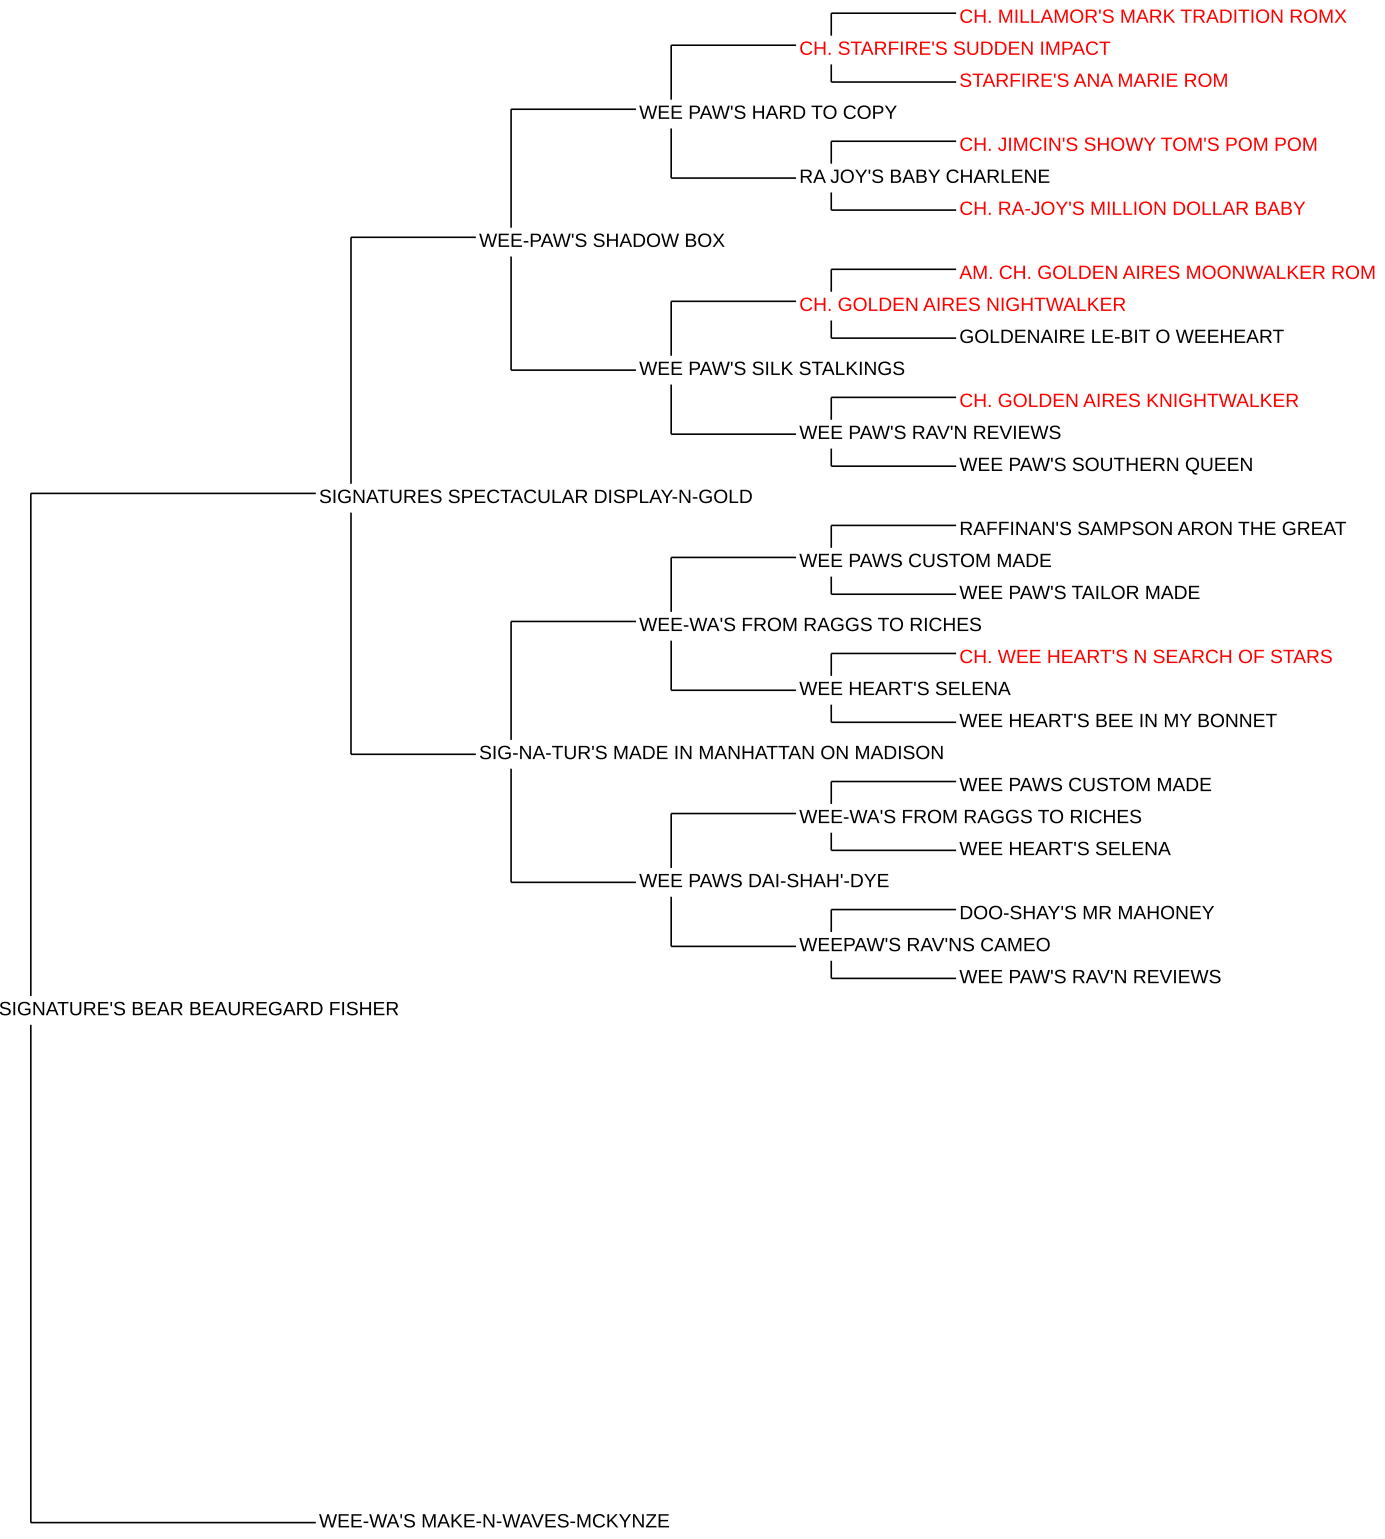 CH. MILLAMOR'S MARK TRADITION ROMX
CH. STARFIRE'S SUDDEN IMPACT
STARFIRE'S ANA MARIE ROM
WEE PAW'S HARD TO COPY
CH. JIMCIN'S SHOWY TOM'S POM POM
RA JOY'S BABY CHARLENE
CH. RA-JOY'S MILLION DOLLAR BABY
WEE-PAW'S SHADOW BOX
AM. CH. GOLDEN AIRES MOONWALKER ROM
CH. GOLDEN AIRES NIGHTWALKER
GOLDENAIRE LE-BIT O WEEHEART
WEE PAW'S SILK STALKINGS
CH. GOLDEN AIRES KNIGHTWALKER
WEE PAW'S RAV'N REVIEWS
WEE PAW'S SOUTHERN QUEEN
SIGNATURES SPECTACULAR DISPLAY-N-GOLD
RAFFINAN'S SAMPSON ARON THE GREAT
WEE PAWS CUSTOM MADE
WEE PAW'S TAILOR MADE
WEE-WA'S FROM RAGGS TO RICHES
CH. WEE HEART'S N SEARCH OF STARS
WEE HEART'S SELENA
WEE HEART'S BEE IN MY BONNET
SIG-NA-TUR'S MADE IN MANHATTAN ON MADISON
WEE PAWS CUSTOM MADE
WEE-WA'S FROM RAGGS TO RICHES
WEE HEART'S SELENA
WEE PAWS DAI-SHAH'-DYE
DOO-SHAY'S MR MAHONEY
WEEPAW'S RAV'NS CAMEO
WEE PAW'S RAV'N REVIEWS
SIGNATURE'S BEAR BEAUREGARD FISHER
WEE-WA'S MAKE-N-WAVES-MCKYNZE